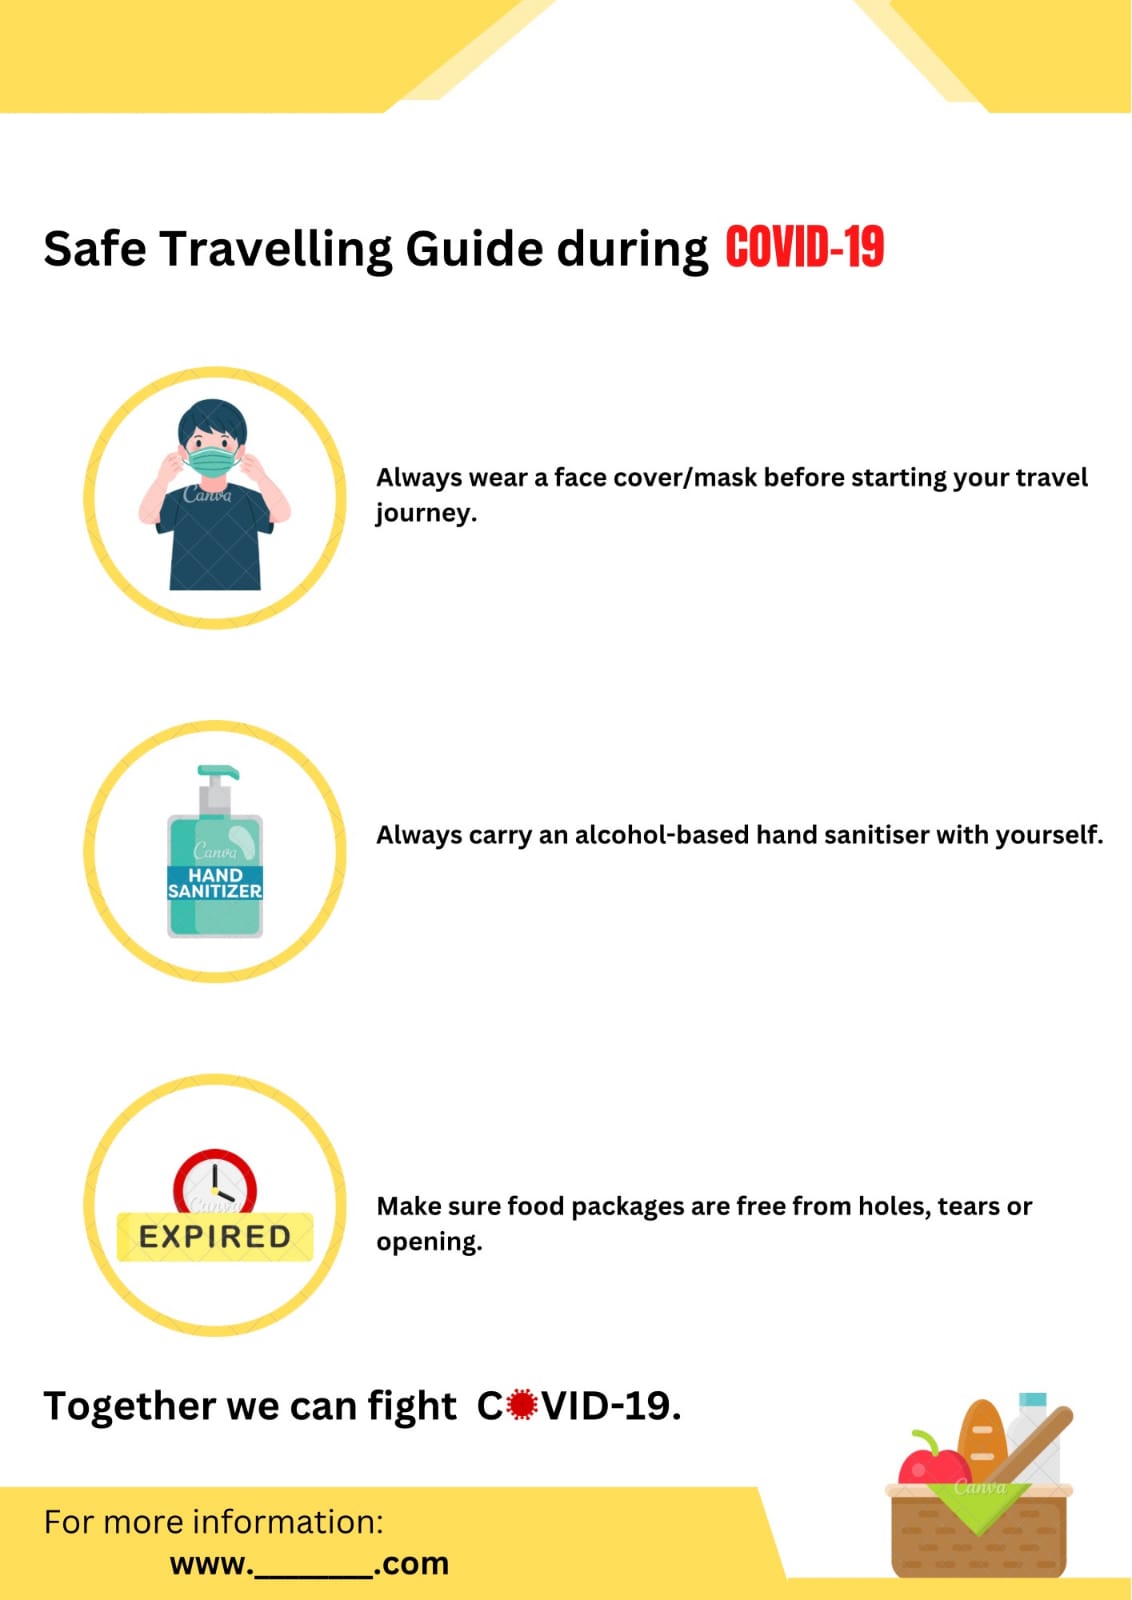 Safe Travelling Guide during COVID-19
Canva
Always wear a face cover/mask before starting your travel
journey.
Canva
HAND
SANITIZER
Always carry an alcohol-based hand sanitiser with yourself.
Canva
EXPIRED
Make sure food packages are free from holes, tears or
opening.
Together we can fight COVID-19.
Canva
For more information:
www.________.com